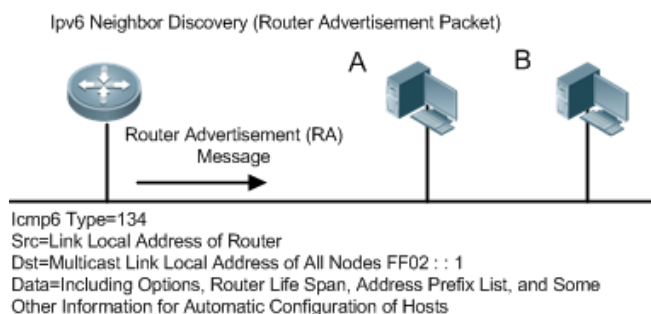 Ipv6 Neighbor Discovery (Router Advertisement Packet)
A
B
Router Advertisement (RA)
Message
Icmp6 Type=134
Src=Link Local Address of Router
Dst=Multicast Link Local Address of All Nodes FF02 : : 1
Data=Including Options, Router Life Span, Address Prefix List, and Some
Other Information for Automatic Configuration of Hosts